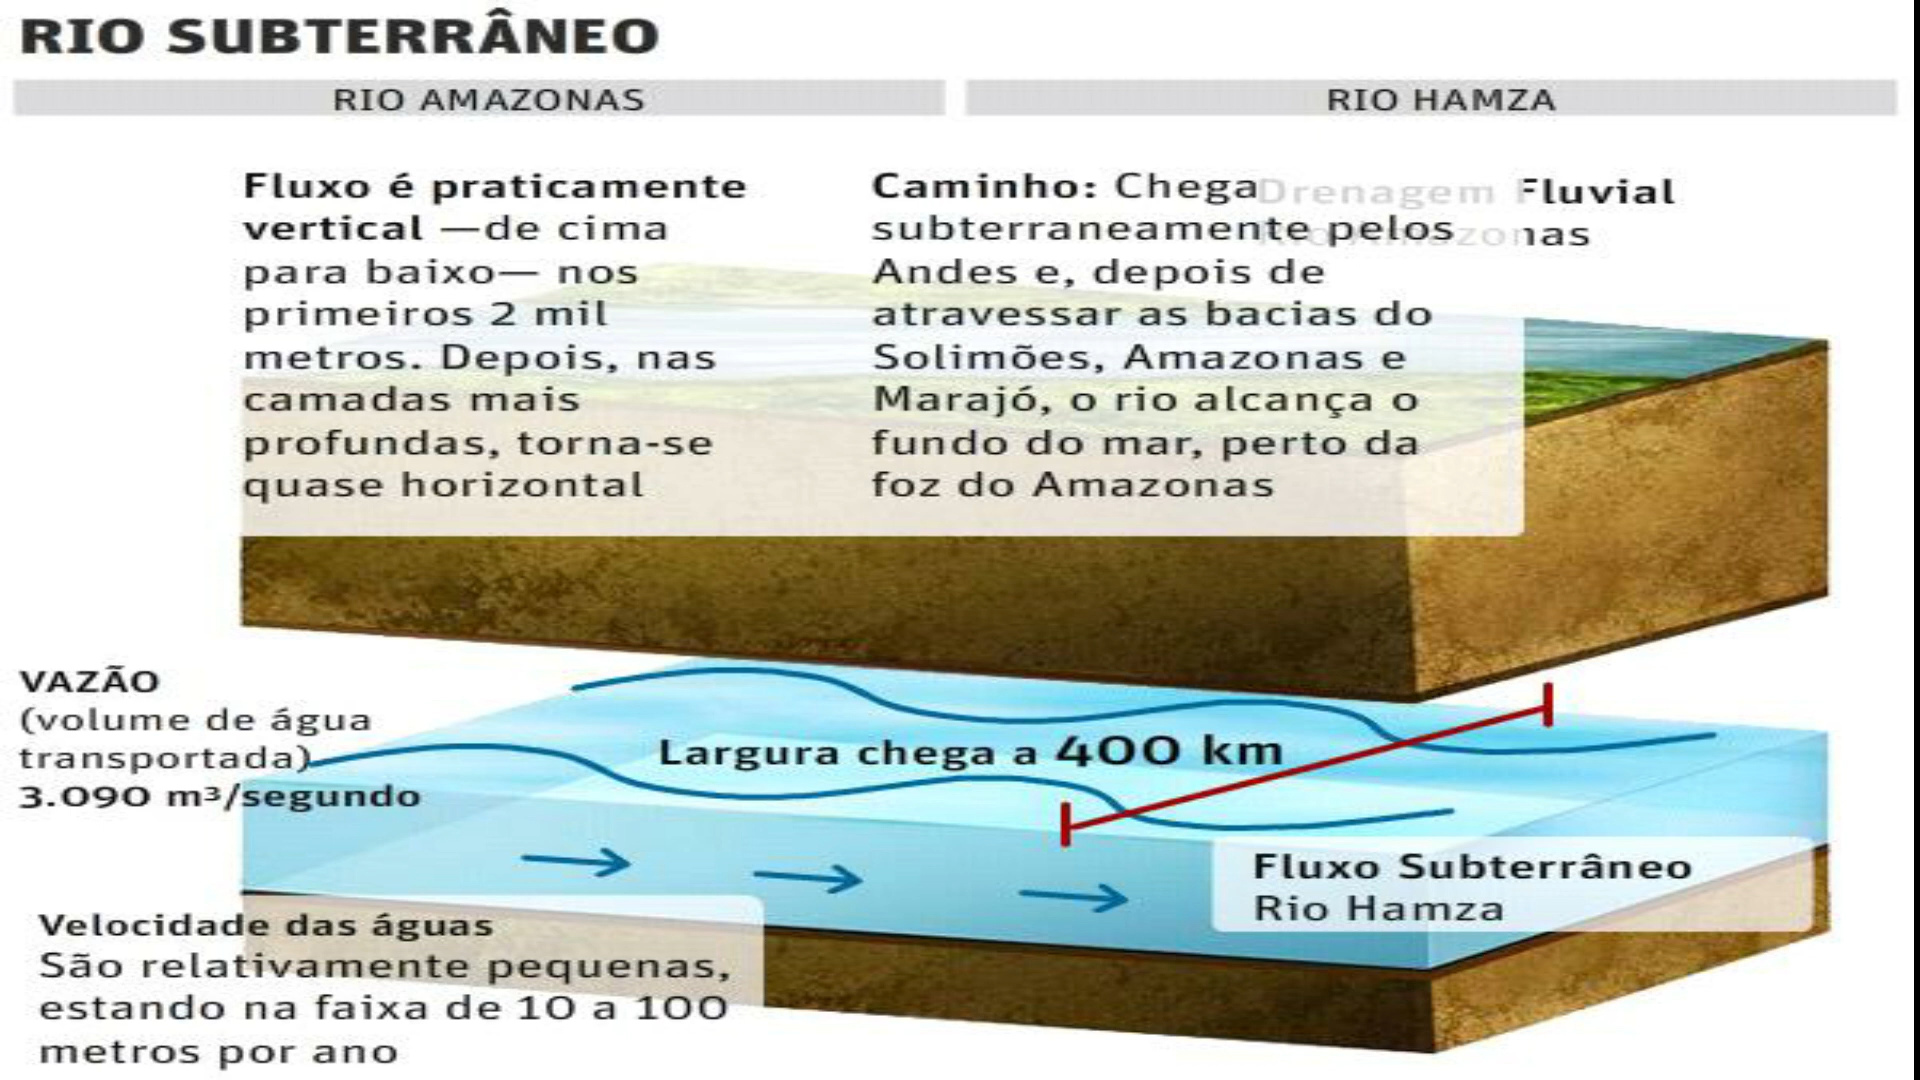 RIO SUBTERRÂNEO
RIO AMAZONAS
RIO HAMZA
Fluxo é praticamente
vertical —de cima
para baixo— nos
primeiros 2 mil
metros. Depois, nas
camadas mais
profundas, torna-se
quase horizontal
Caminho: Chega
subterraneamente pelos
Andes e, depois de
atravessar as bacias do
Solimões, Amazonas e
Marajó, o rio alcança o
fundo do mar, perto da
foz do Amazonas
Drenagem Fluvial
Rio Amazonas
VAZÃO
(volume de água
transportada)
3.090 m³/segundo
Largura chega a 400 km
Fluxo Subterrâneo
Rio Hamza
Velocidade das águas
São relativamente pequenas,
estando na faixa de 10 a 100
metros por ano